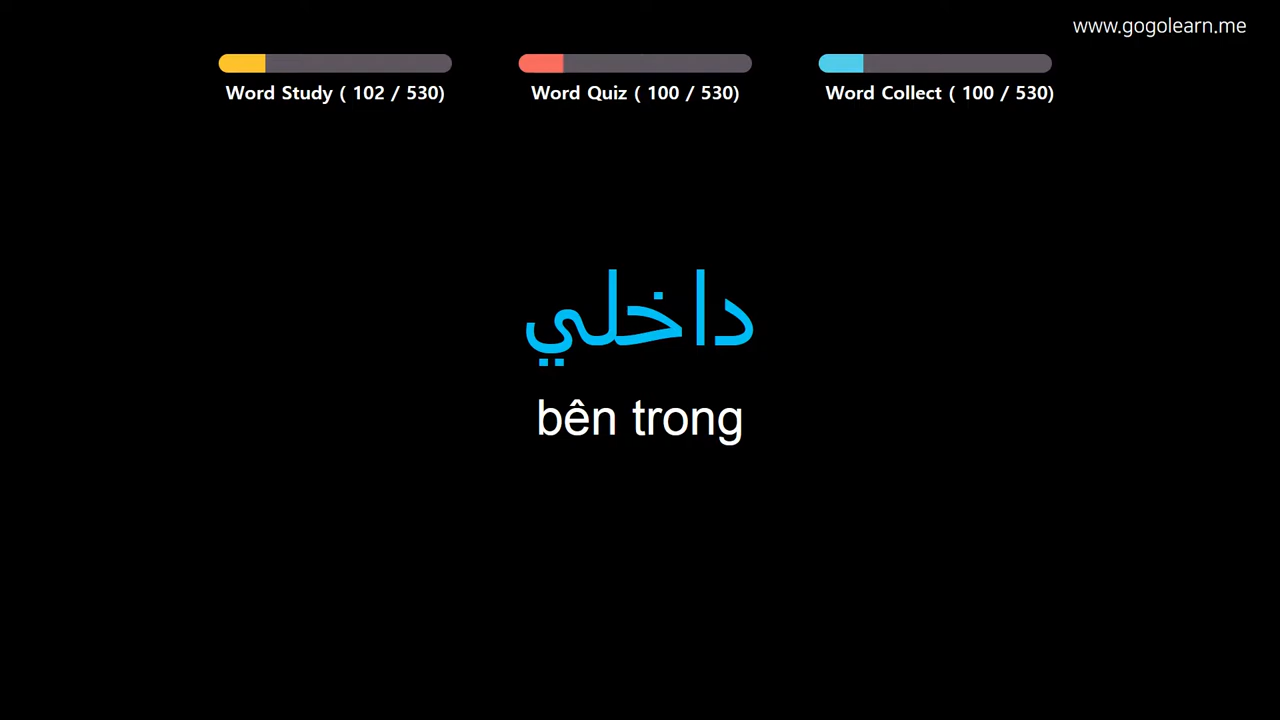 www.gogolearn.me
Word Study ( 102 / 530)
Word Quiz ( 100 / 530)
Word Collect ( 100 / 530)
داخلي
bên trong